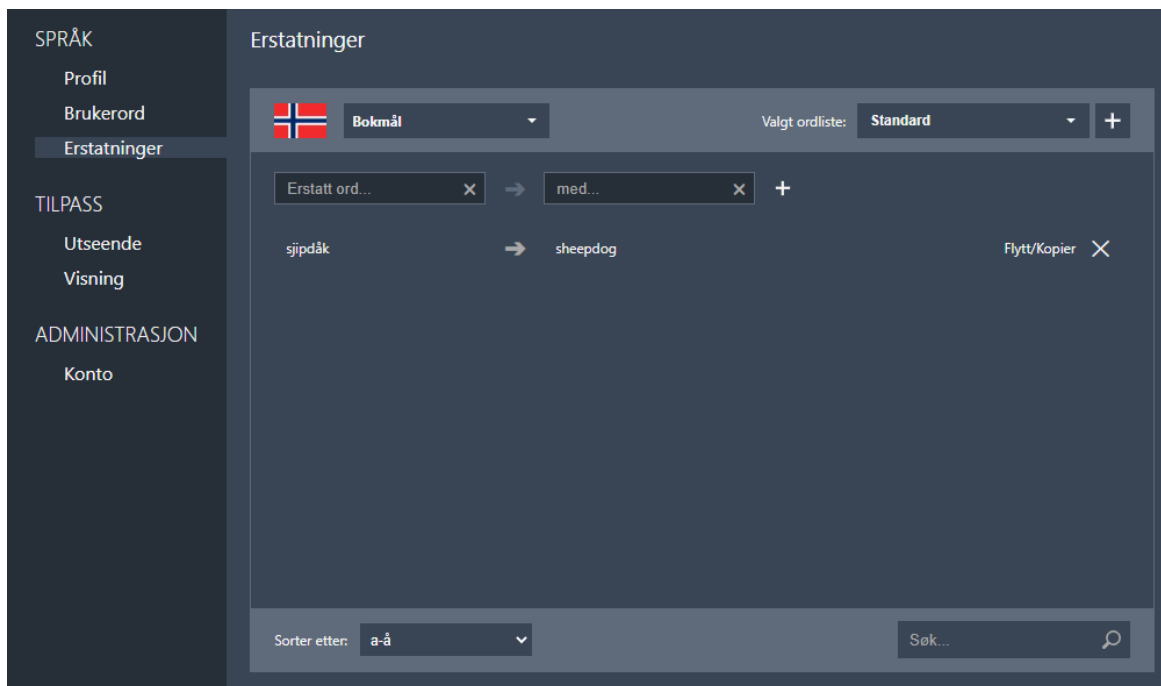 SPRÅK
Profil
Brukerord
Erstatninger
TILPASS
Utseende
Visning
ADMINISTRASJON
Konto
Erstatninger
Bokmål
Valgt ordliste: Standard
Erstatt ord... med...
sjipdåk sheepdog Flytt/Kopier
Sorter etter: a-å Søk...